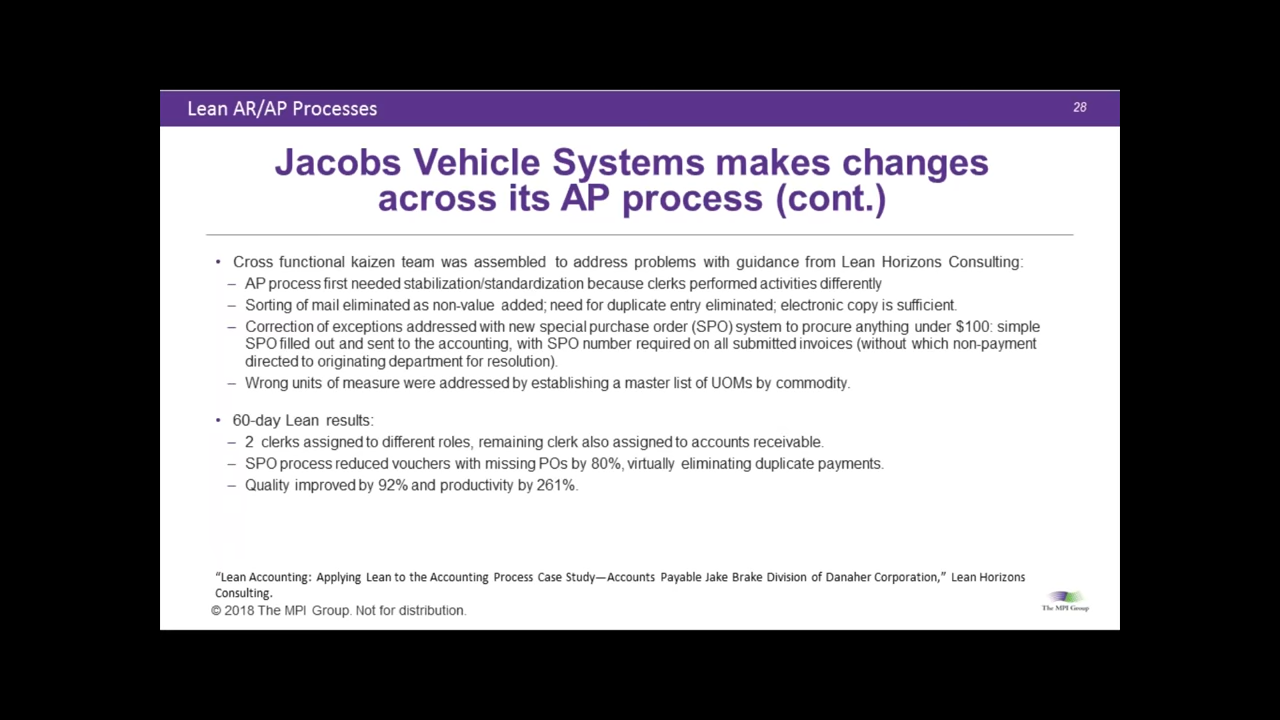 Lean AR/AP Processes
28
Jacobs Vehicle Systems makes changes
across its AP process (cont.)
• Cross functional kaizen team was assembled to address problems with guidance from Lean Horizons Consulting:
– AP process first needed stabilization/standardization because clerks performed activities differently
– Sorting of mail eliminated as non-value added; need for duplicate entry eliminated; electronic copy is sufficient.
– Correction of exceptions addressed with new special purchase order (SPO) system to procure anything under $100: simple
SPO filled out and sent to the accounting, with SPO number required on all submitted invoices (without which non-payment
directed to originating department for resolution).
– Wrong units of measure were addressed by establishing a master list of UOMs by commodity.
• 60-day Lean results:
– 2 clerks assigned to different roles, remaining clerk also assigned to accounts receivable.
– SPO process reduced vouchers with missing POs by 80%, virtually eliminating duplicate payments.
– Quality improved by 92% and productivity by 261%.
“Lean Accounting: Applying Lean to the Accounting Process Case Study—Accounts Payable Jake Brake Division of Danaher Corporation,” Lean Horizons
Consulting.
© 2018 The MPI Group. Not for distribution.
The MPI Group